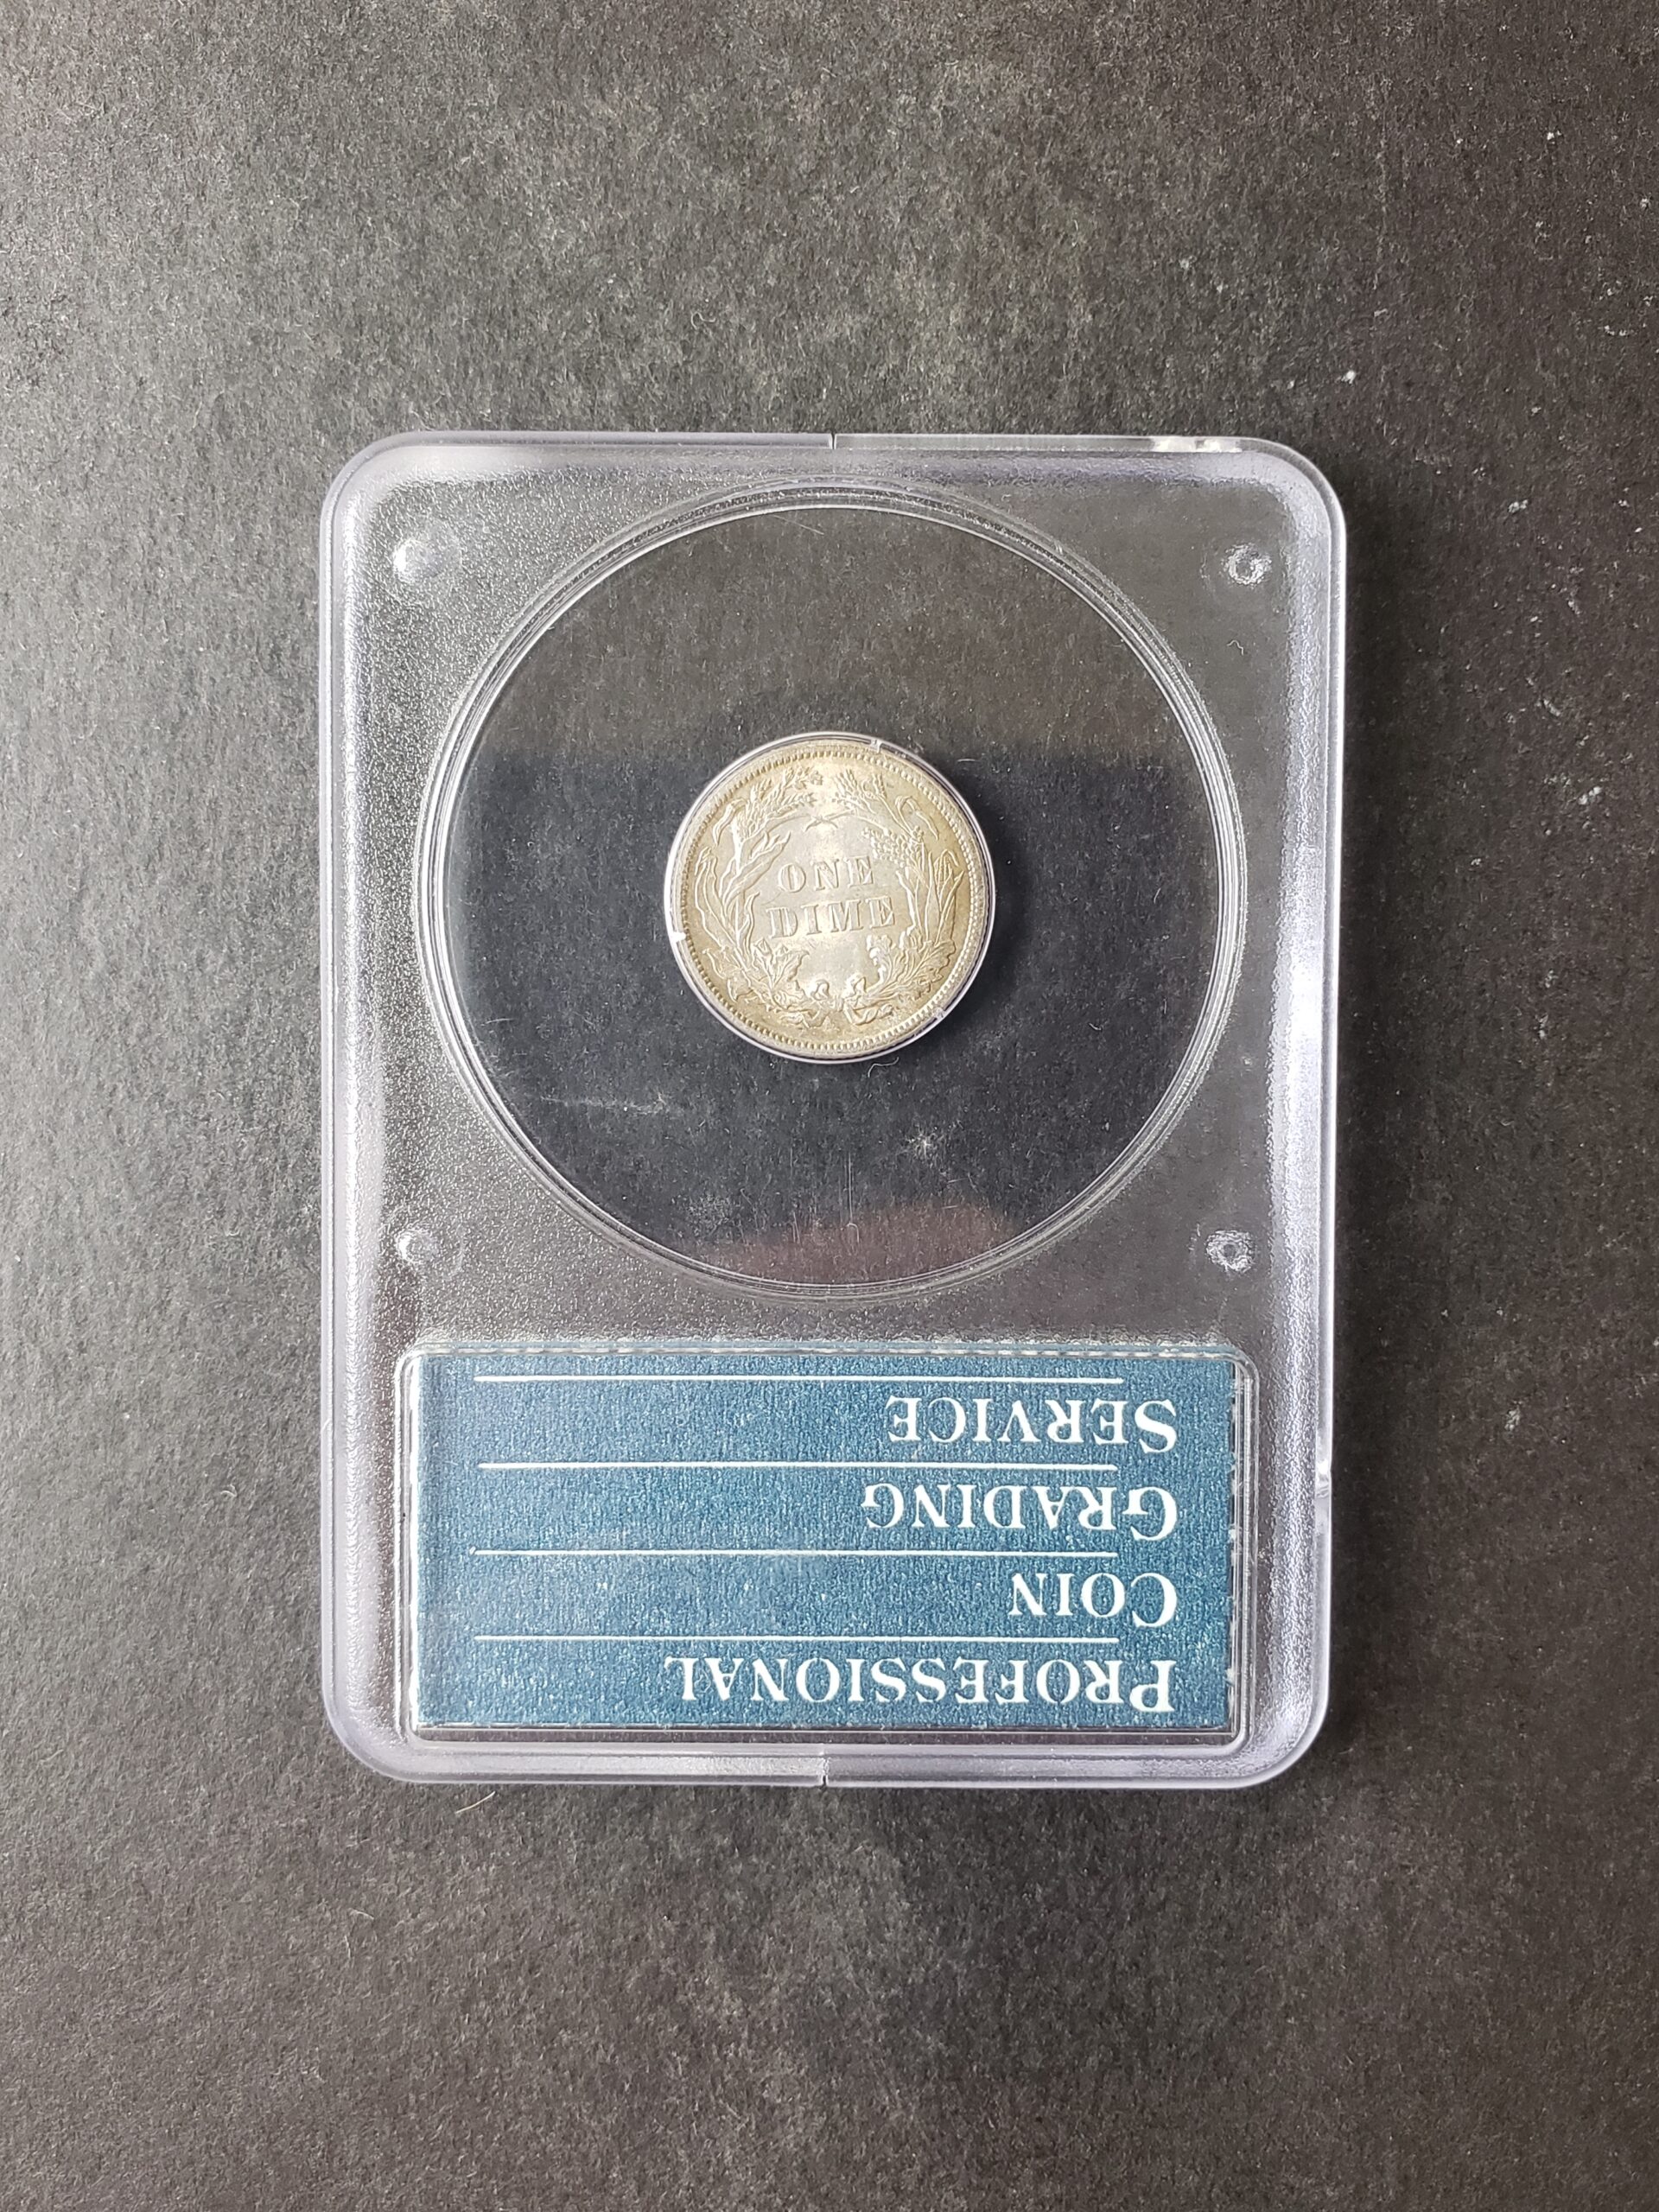 ONE
DIME
PROFESSIONAL
COIN
GRADING
SERVICE